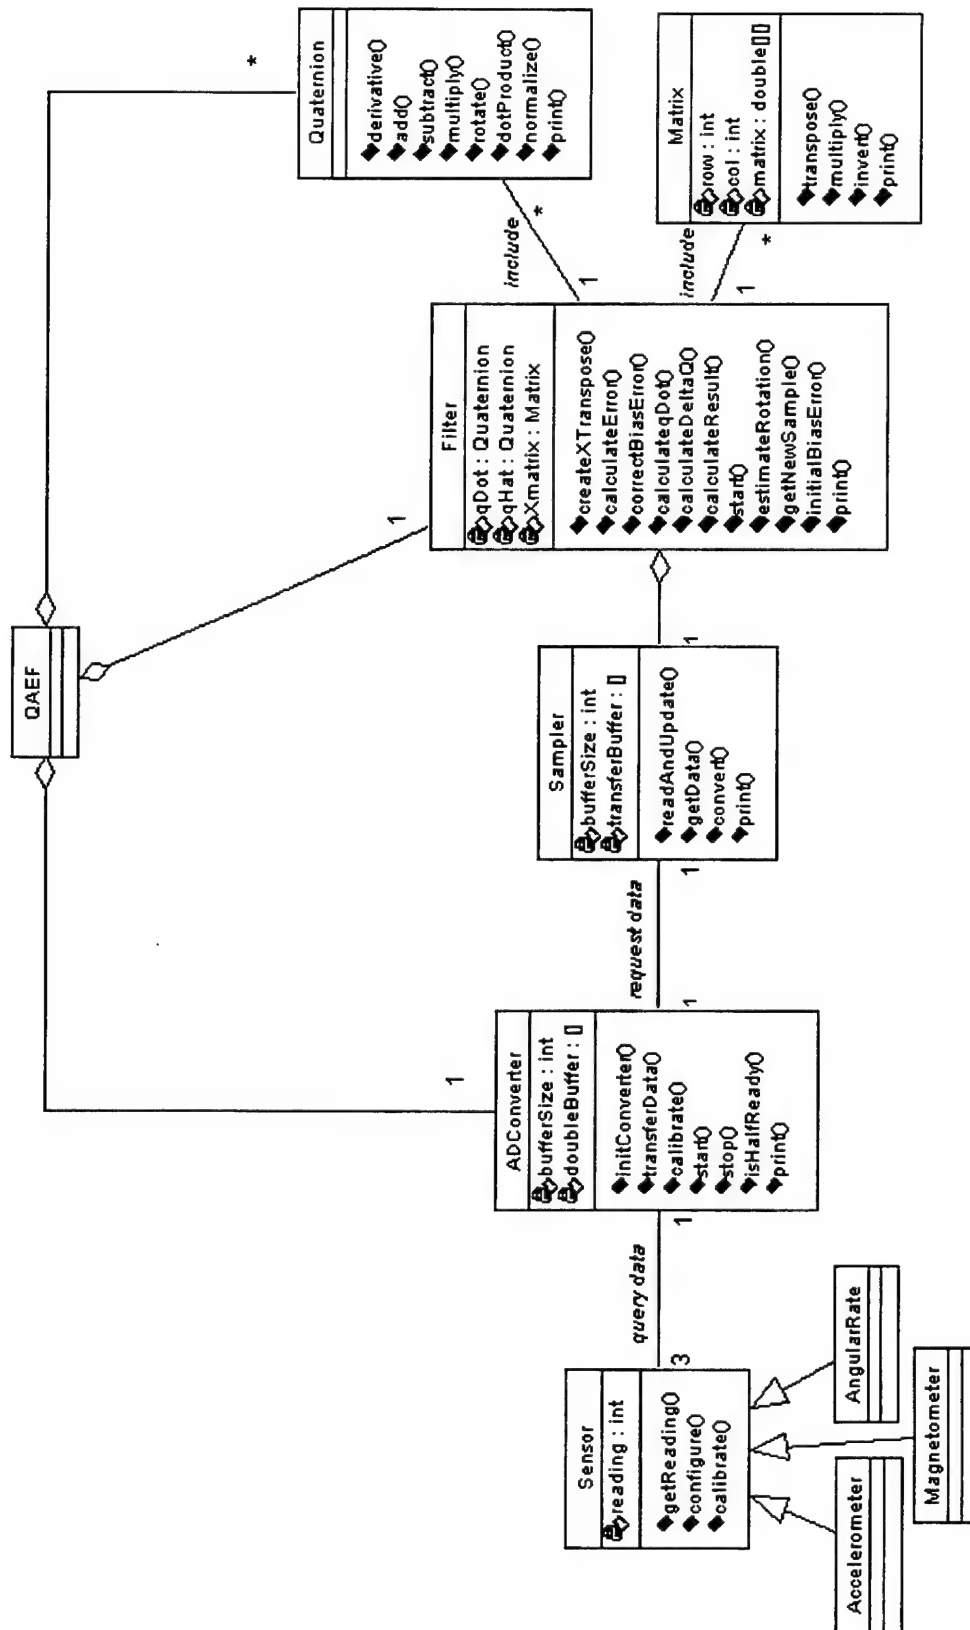 QAEF
*
1
1
Quaternion
derivative()
add()
subtract()
multiply()
rotate()
dotProduct()
normalize()
print()
include
*
1
Matrix
row : int
col : int
matrix : double[][]
transpose()
multiply()
invert()
print()
include
*
1
Filter
qDot : Quaternion
qHat : Quaternion
Xmatrix : Matrix
createXTranspose()
calculateError()
correctBiasError()
calculateqDot()
calculateDeltaQ()
calculateResult()
start()
estimateRotation()
getNewSample()
initialBiasError()
print()
1
Sampler
bufferSize : int
transferBuffer : []
readAndUpdate()
getData()
convert()
print()
1
request data
1
ADConverter
bufferSize : int
doubleBuffer : []
initConverter()
transferData()
calibrate()
start()
stop()
isHalfReady()
print()
1
query data
3
Sensor
reading : int
getReading()
configure()
calibrate()
Accelerometer
Magnetometer
AngularRate